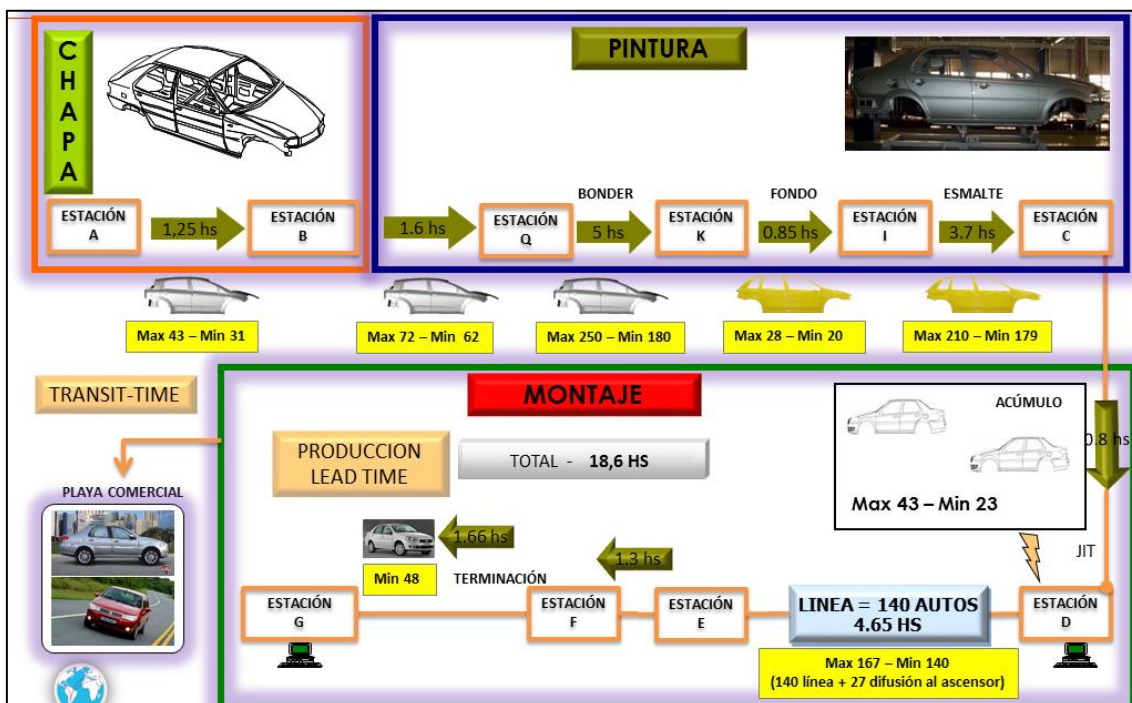 CHAPA
PINTURA
ESTACIÓN
A
1,25 hs
ESTACIÓN
B
1.6 hs
ESTACIÓN
Q
BONDER
5 hs
ESTACIÓN
K
FONDO
0.85 hs
ESTACIÓN
I
ESMALTE
3.7 hs
ESTACIÓN
C
Max 43 – Min 31
Max 72 – Min 62
Max 250 – Min 180
Max 28 – Min 20
Max 210 – Min 179
TRANSIT-TIME
PLAYA COMERCIAL
MONTAJE
PRODUCCION
LEAD TIME
TOTAL - 18,6 HS
ACÚMULO
Max 43 – Min 23
0.8 hs
JIT
1.66 hs
Min 48
TERMINACIÓN
1.3 hs
ESTACIÓN
G
ESTACIÓN
F
ESTACIÓN
E
LINEA = 140 AUTOS
4.65 HS
ESTACIÓN
D
Max 167 – Min 140
(140 línea + 27 difusión al ascensor)